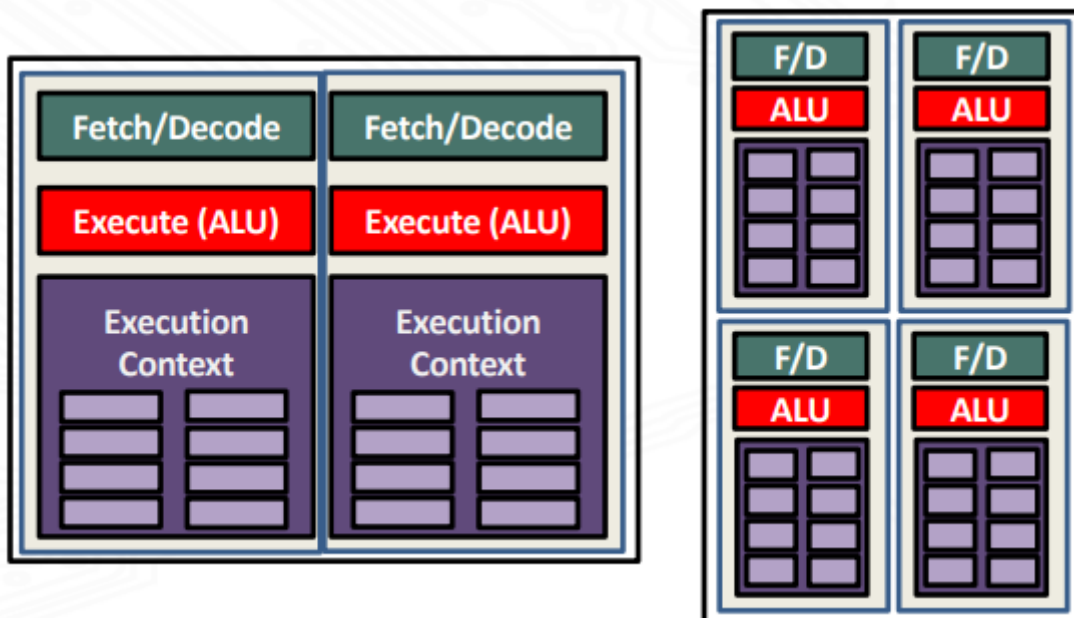 Fetch/Decode
Execute (ALU)
Execution
Context
Fetch/Decode
Execute (ALU)
Execution
Context
F/D
ALU
F/D
ALU
F/D
ALU
F/D
ALU